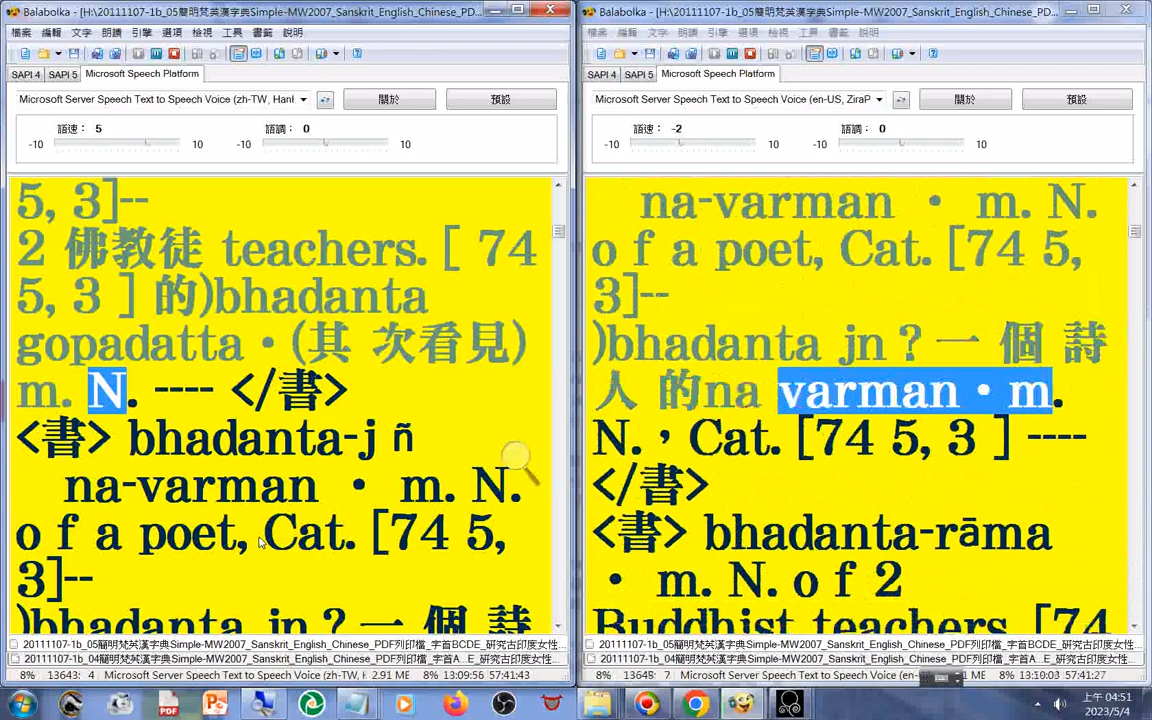 Balabolka - [H:\20111107-1b_05簡明梵英漢字典Simple-MW2007_Sanskrit_English_Chinese_PD...
檔案 編輯 文字 朗讀 引擎 選項 檢視 工具 書籤 說明
SAPI 4 SAPI 5 Microsoft Speech Platform
Microsoft Server Speech Text to Speech Voice (zh-TW, HanH 關於 預設
語速： 5 語調： 0
-10 10 -10 10
5, 3]--
2 佛教徒 teachers. [ 74
5, 3 ] 的)bhadanta
gopadatta・(其 次看見)
m. N. ---- </書>
<書> bhadanta-j ñ
na-varman ・ m. N.
o f a poet, Cat. [74 5,
3]--
)bhadanta jn？一 個 詩
20111107-1b_05簡明梵英漢字典Simple-MW2007_Sanskrit_English_Chinese_PDF列印檔_字首BCDE_研究古印度女性...
20111107-1b_04簡明梵英漢字典Simple-MW2007_Sanskrit_English_Chinese_PDF列印檔_字首A...E_研究古印度女性...
8% 13643: 4 Microsoft Server Speech Text to Speech Voice (zh-TW, H 2.91 MB 8% 13:09:56 57:41:43
Balabolka - [H:\20111107-1b_05簡明梵英漢字典Simple-MW2007_Sanskrit_English_Chinese_PD...
檔案 編輯 文字 朗讀 引擎 選項 檢視 工具 書籤 說明
SAPI 4 SAPI 5 Microsoft Speech Platform
Microsoft Server Speech Text to Speech Voice (en-US, ZiraP 關於 預設
語速： -2 語調： 0
-10 10 -10 10
na-varman ・ m. N.
o f a poet, Cat. [74 5,
3]--
)bhadanta jn？一 個 詩
人 的na varman・m.
N.，Cat. [74 5, 3 ] ----
</書>
<書> bhadanta-rāma
・ m. N. o f 2
Buddhist teachers, [74
20111107-1b_05簡明梵英漢字典Simple-MW2007_Sanskrit_English_Chinese_PDF列印檔_字首BCDE_研究古印度女性...
20111107-1b_04簡明梵英漢字典Simple-MW2007_Sanskrit_English_Chinese_PDF列印檔_字首A...E_研究古印度女性...
8% 13645: 7 Microsoft Server Speech Text to Speech Voice (en-US, 8% 13:10:03 57:41:27
上午 04:51
2023/5/4